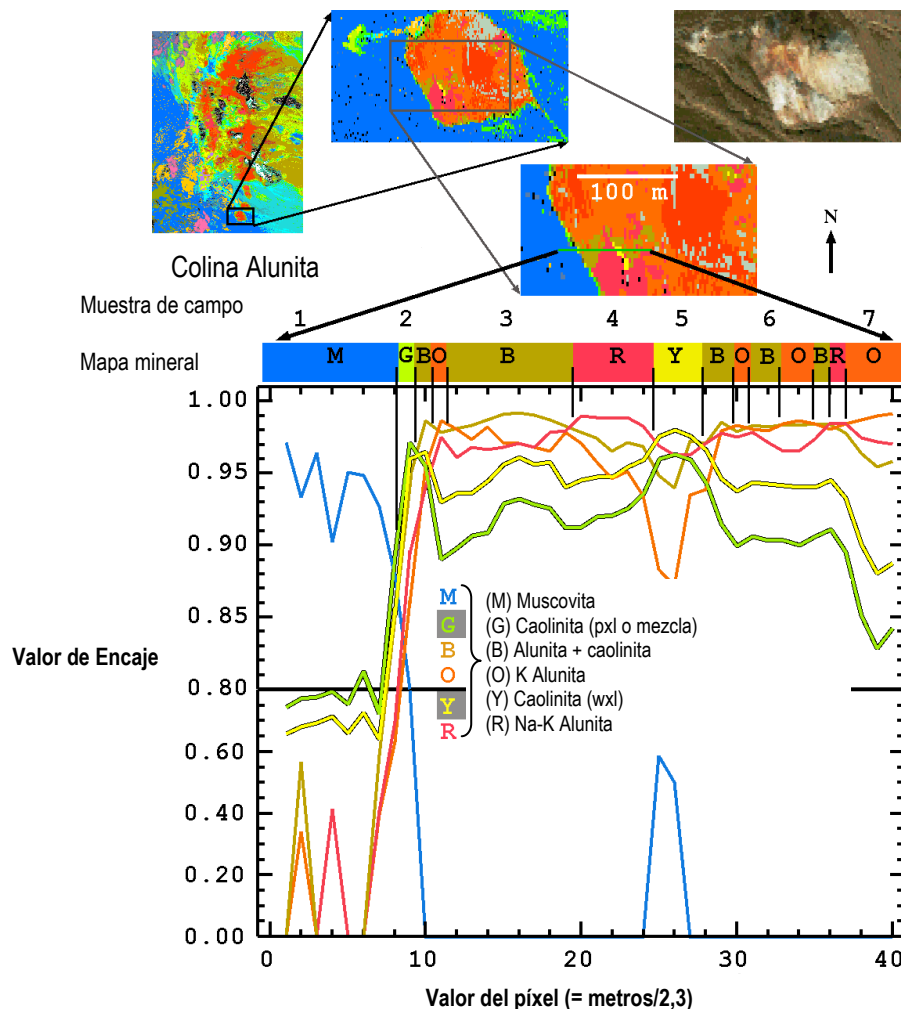 100 m
N
Colina Alunita
Muestra de campo
1 2 3 4 5 6 7
Mapa mineral
M G B O B R Y B O B O B R O
1.00
0.95
0.90
0.85
0.80
0.60
0.40
0.20
0.00
Valor de Encaje
M (M) Muscovita
G (G) Caolinita (pxl o mezcla)
B (B) Alunita + caolinita
O (O) K Alunita
Y (Y) Caolinita (wxl)
R (R) Na-K Alunita
0 10 20 30 40
Valor del píxel (= metros/2,3)